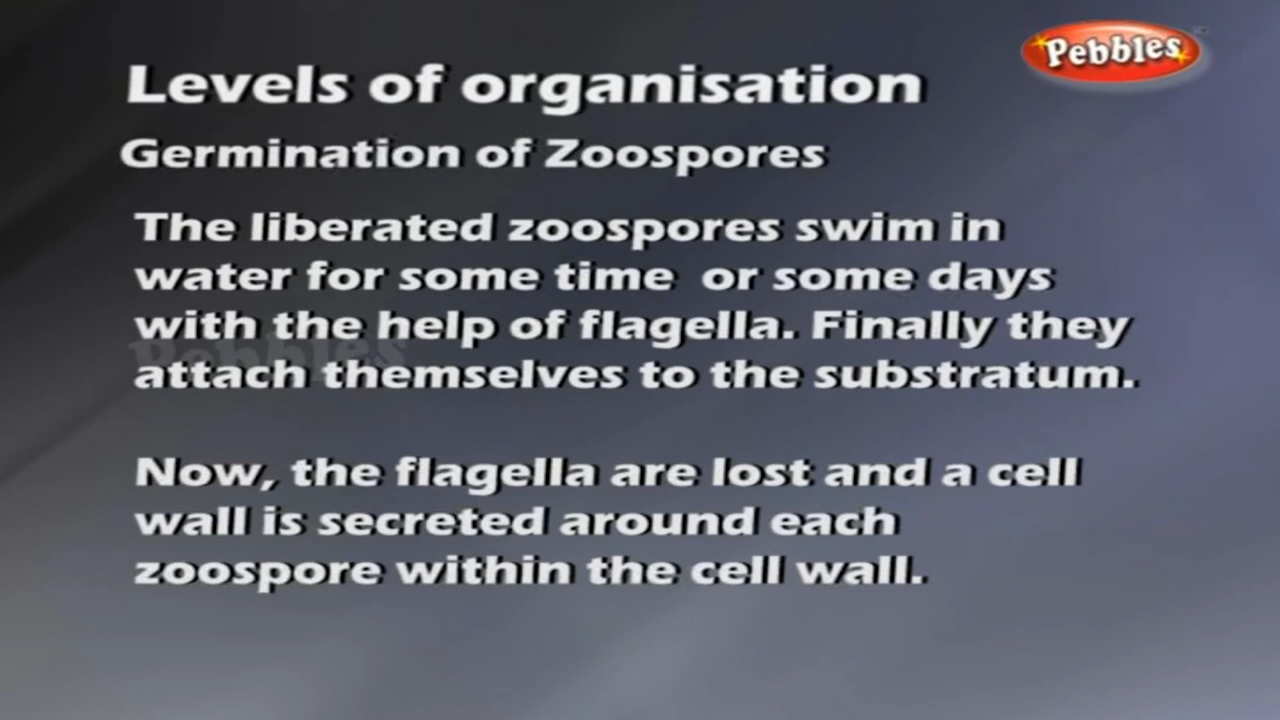 Pebbles
Levels of organisation
Germination of Zoospores
The liberated zoospores swim in
water for some time or some days
with the help of flagella. Finally they
attach themselves to the substratum.
Pebbles
Now, the flagella are lost and a cell
wall is secreted around each
zoospore within the cell wall.